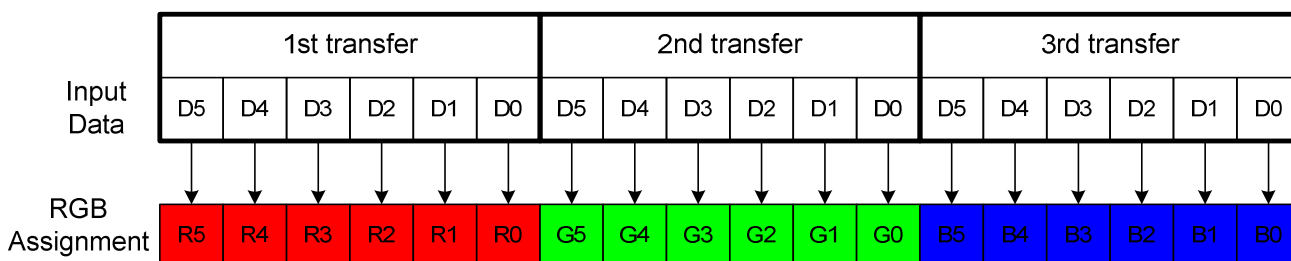 1st transfer 2nd transfer 3rd transfer
Input Data D5 D4 D3 D2 D1 D0 D5 D4 D3 D2 D1 D0 D5 D4 D3 D2 D1 D0
RGB Assignment R5 R4 R3 R2 R1 R0 G5 G4 G3 G2 G1 G0 B5 B4 B3 B2 B1 B0